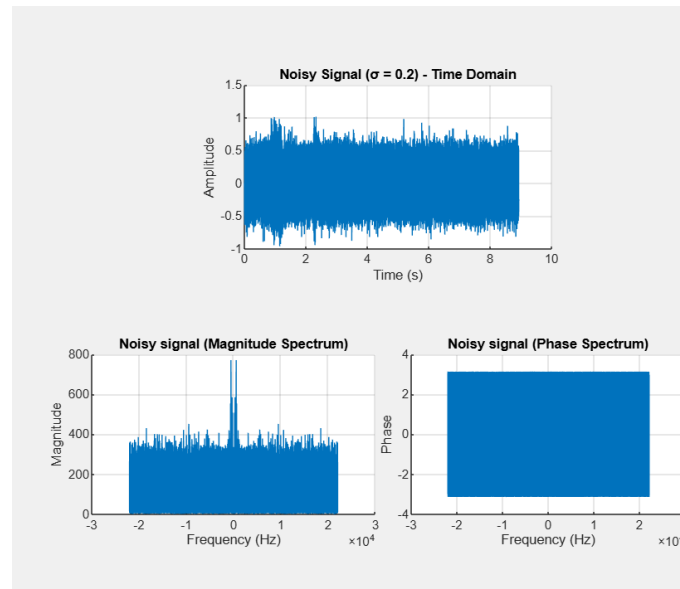 Noisy Signal (σ = 0.2) - Time Domain
1.5
1
0.5
0
-0.5
-1
Amplitude
0 2 4 6 8 10
Time (s)
Noisy signal (Magnitude Spectrum)
800
600
400
200
0
Magnitude
-3 -2 -1 0 1 2 3
Frequency (Hz)
×10⁴
Noisy signal (Phase Spectrum)
4
2
0
-2
-4
Phase
-3 -2 -1 0 1 2
Frequency (Hz)